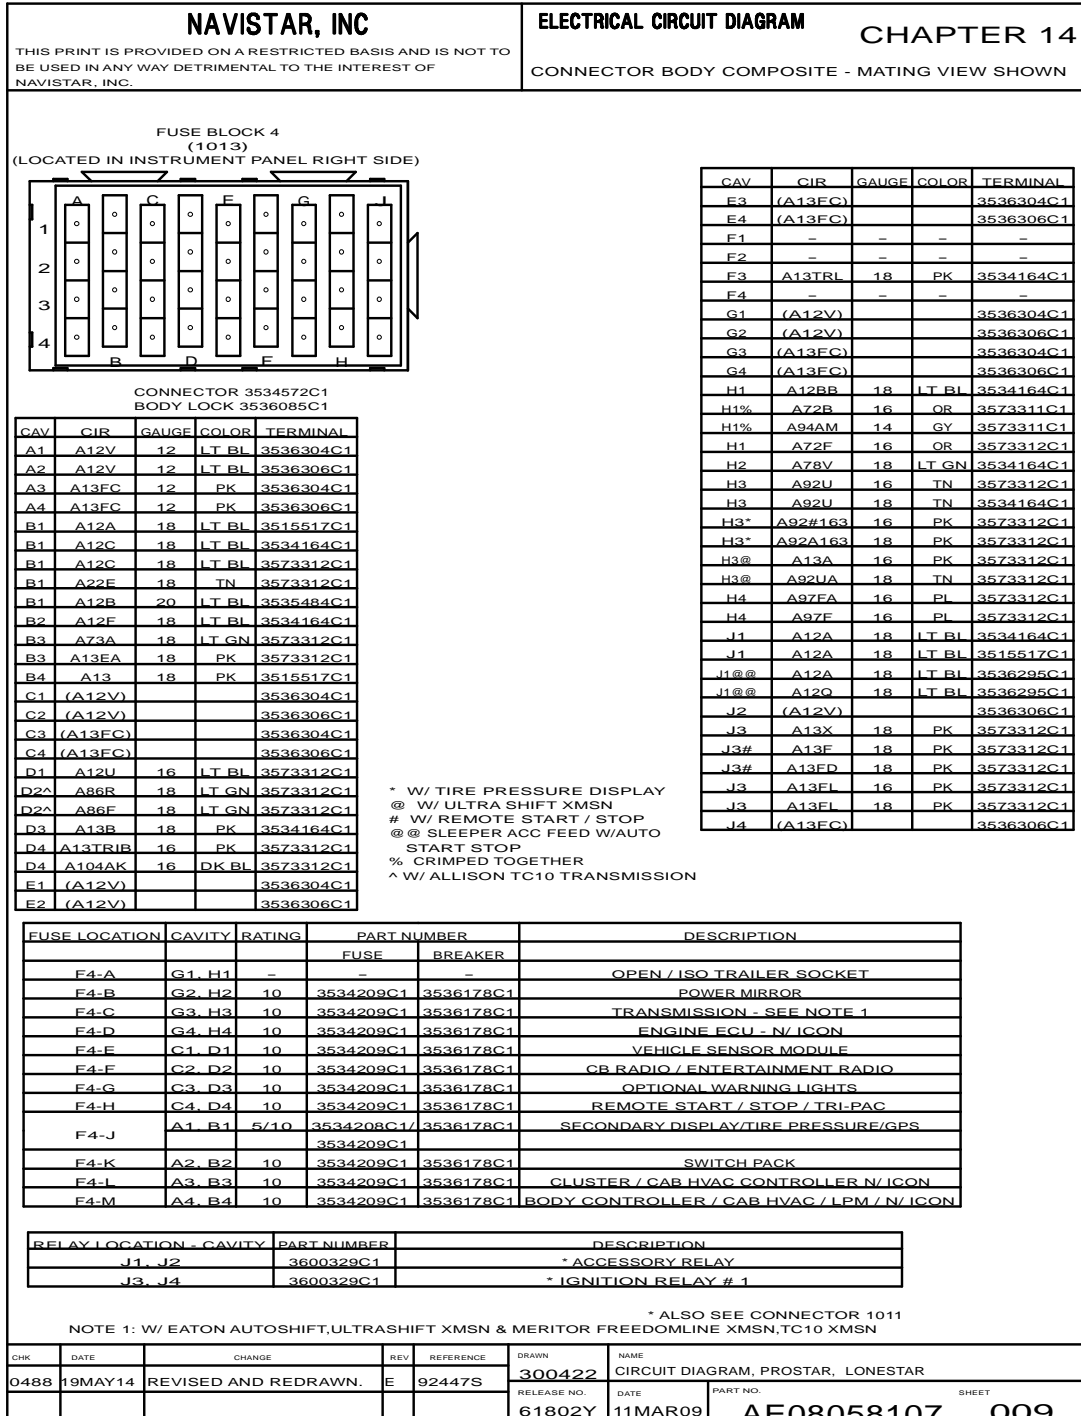 NAVISTAR, INC
THIS PRINT IS PROVIDED ON A RESTRICTED BASIS AND IS NOT TO
BE USED IN ANY WAY DETRIMENTAL TO THE INTEREST OF
NAVISTAR, INC.
ELECTRICAL CIRCUIT DIAGRAM
CHAPTER 14
CONNECTOR BODY COMPOSITE - MATING VIEW SHOWN
FUSE BLOCK 4
(1013)
(LOCATED IN INSTRUMENT PANEL RIGHT SIDE)
A C E G J
1
2
3
4
B D F H
CONNECTOR 3534572C1
BODY LOCK 3536085C1
CAV CIR GAUGE COLOR TERMINAL
A1 A12V 12 LT BL 3536304C1
A2 A12V 12 LT BL 3536306C1
A3 A13FC 12 PK 3536304C1
A4 A13FC 12 PK 3536306C1
B1 A12A 18 LT BL 3515517C1
B1 A12C 18 LT BL 3534164C1
B1 A12C 18 LT BL 3573312C1
B1 A22E 18 TN 3573312C1
B1 A12B 20 LT BL 3535484C1
B2 A12F 18 LT BL 3534164C1
B3 A73A 18 LT GN 3573312C1
B3 A13EA 18 PK 3573312C1
B4 A13 18 PK 3515517C1
C1 (A12V) 3536304C1
C2 (A12V) 3536306C1
C3 (A13FC) 3536304C1
C4 (A13FC) 3536306C1
D1 A12U 16 LT BL 3573312C1
D2^ A86R 18 LT GN 3573312C1
D2^ A86F 18 LT GN 3573312C1
D3 A13B 18 PK 3534164C1
D4 A13TRIB 16 PK 3573312C1
D4 A104AK 16 DK BL 3573312C1
E1 (A12V) 3536304C1
E2 (A12V) 3536306C1
CAV CIR GAUGE COLOR TERMINAL
E3 (A13FC) 3536304C1
E4 (A13FC) 3536306C1
F1 – – – –
F2 – – – –
F3 A13TRL 18 PK 3534164C1
F4 – – – –
G1 (A12V) 3536304C1
G2 (A12V) 3536306C1
G3 (A13FC) 3536304C1
G4 (A13FC) 3536306C1
H1 A12BB 18 LT BL 3534164C1
H1% A72B 16 OR 3573311C1
H1% A94AM 14 GY 3573311C1
H1 A72F 16 OR 3573312C1
H2 A78V 18 LT GN 3534164C1
H3 A92U 16 TN 3573312C1
H3 A92U 18 TN 3534164C1
H3* A92#163 16 PK 3573312C1
H3* A92A163 18 PK 3573312C1
H3@ A13A 16 PK 3573312C1
H3@ A92UA 18 TN 3573312C1
H4 A97FA 16 PL 3573312C1
H4 A97F 16 PL 3573312C1
J1 A12A 18 LT BL 3534164C1
J1 A12A 18 LT BL 3515517C1
J1@@ A12A 18 LT BL 3536295C1
J1@@ A12Q 18 LT BL 3536295C1
J2 (A12V) 3536306C1
J3 A13X 18 PK 3573312C1
J3# A13F 18 PK 3573312C1
J3# A13FD 18 PK 3573312C1
J3 A13FL 16 PK 3573312C1
J3 A13FL 18 PK 3573312C1
J4 (A13FC) 3536306C1
* W/ TIRE PRESSURE DISPLAY
@ W/ ULTRA SHIFT XMSN
# W/ REMOTE START / STOP
@@ SLEEPER ACC FEED W/AUTO
START STOP
% CRIMPED TOGETHER
^ W/ ALLISON TC10 TRANSMISSION
FUSE LOCATION CAVITY RATING PART NUMBER DESCRIPTION
FUSE BREAKER
F4-A G1, H1 – – – OPEN / ISO TRAILER SOCKET
F4-B G2, H2 10 3534209C1 3536178C1 POWER MIRROR
F4-C G3, H3 10 3534209C1 3536178C1 TRANSMISSION - SEE NOTE 1
F4-D G4, H4 10 3534209C1 3536178C1 ENGINE ECU - N/ ICON
F4-E C1, D1 10 3534209C1 3536178C1 VEHICLE SENSOR MODULE
F4-F C2, D2 10 3534209C1 3536178C1 CB RADIO / ENTERTAINMENT RADIO
F4-G C3, D3 10 3534209C1 3536178C1 OPTIONAL WARNING LIGHTS
F4-H C4, D4 10 3534209C1 3536178C1 REMOTE START / STOP / TRI-PAC
F4-J A1, B1 5/10 3534208C1/ 3536178C1 SECONDARY DISPLAY/TIRE PRESSURE/GPS
3534209C1
F4-K A2, B2 10 3534209C1 3536178C1 SWITCH PACK
F4-L A3, B3 10 3534209C1 3536178C1 CLUSTER / CAB HVAC CONTROLLER N/ ICON
F4-M A4, B4 10 3534209C1 3536178C1 BODY CONTROLLER / CAB HVAC / LPM / N/ ICON
RELAY LOCATION - CAVITY PART NUMBER DESCRIPTION
J1, J2 3600329C1 * ACCESSORY RELAY
J3, J4 3600329C1 * IGNITION RELAY # 1
* ALSO SEE CONNECTOR 1011
NOTE 1: W/ EATON AUTOSHIFT,ULTRASHIFT XMSN & MERITOR FREEDOMLINE XMSN,TC10 XMSN
CHK DATE CHANGE REV REFERENCE DRAWN NAME
0488 19MAY14 REVISED AND REDRAWN. E 92447S 300422 CIRCUIT DIAGRAM, PROSTAR, LONESTAR
RELEASE NO. DATE PART NO. SHEET
61802Y 11MAR09 AE08058107 009